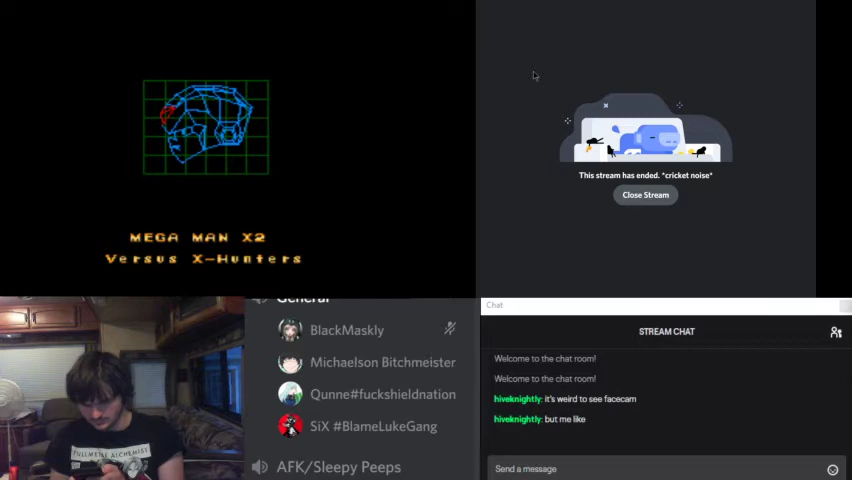 MEGA MAN X2
Versus X-Hunters
This stream has ended. *cricket noise*
Close Stream
General
BlackMaskly
Michaelson Bitchmeister
Qunne#fuckshieldnation
SiX #BlameLukeGang
AFK/Sleepy Peeps
FULLMETAL ALCHEMIST
Chat
STREAM CHAT
Welcome to the chat room!
Welcome to the chat room!
hiveknightly: it's weird to see facecam
hiveknightly: but me like
Send a message